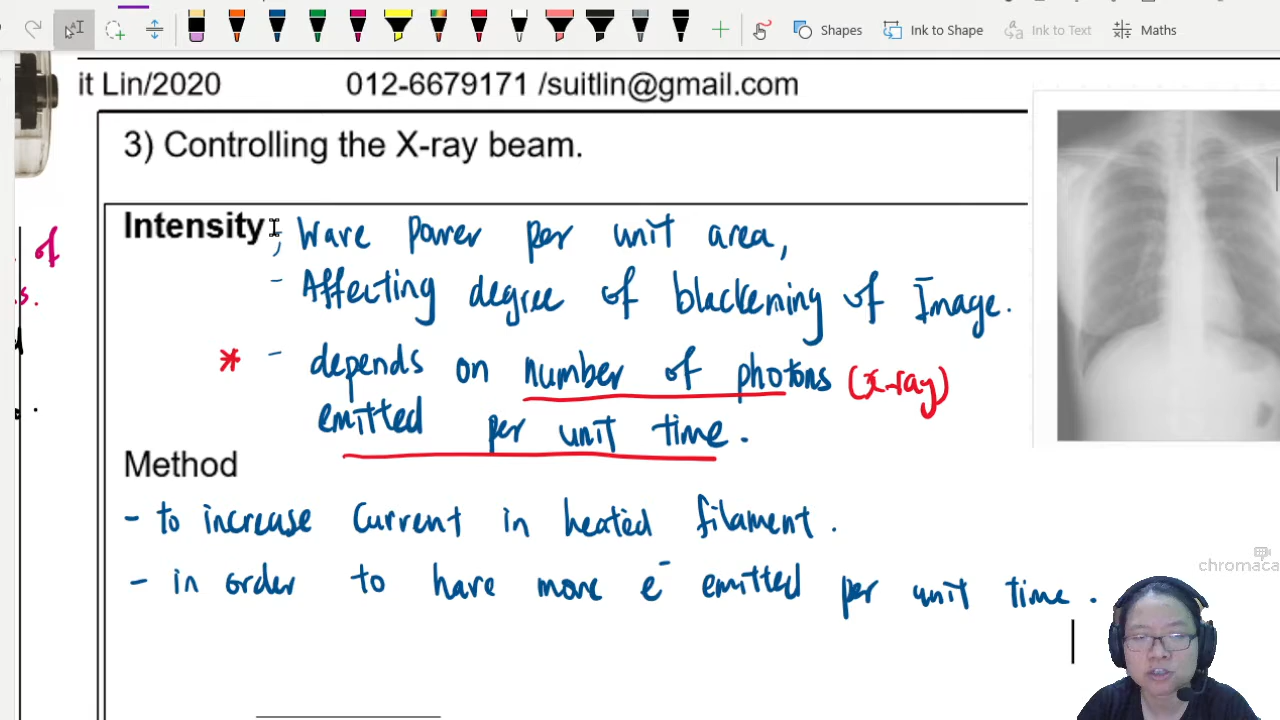 Shapes
Ink to Shape
Ink to Text
Maths
it Lin/2020 012-6679171 /suitlin@gmail.com
3) Controlling the X-ray beam.
Intensity ; Wave power per unit area,
- Affecting degree of blackening of Image.
* - depends on number of photons (x-ray)
emitted per unit time.
Method
- to increase current in heated filament.
- in order to have more e⁻ emitted per unit time.
of
s.
chromaca